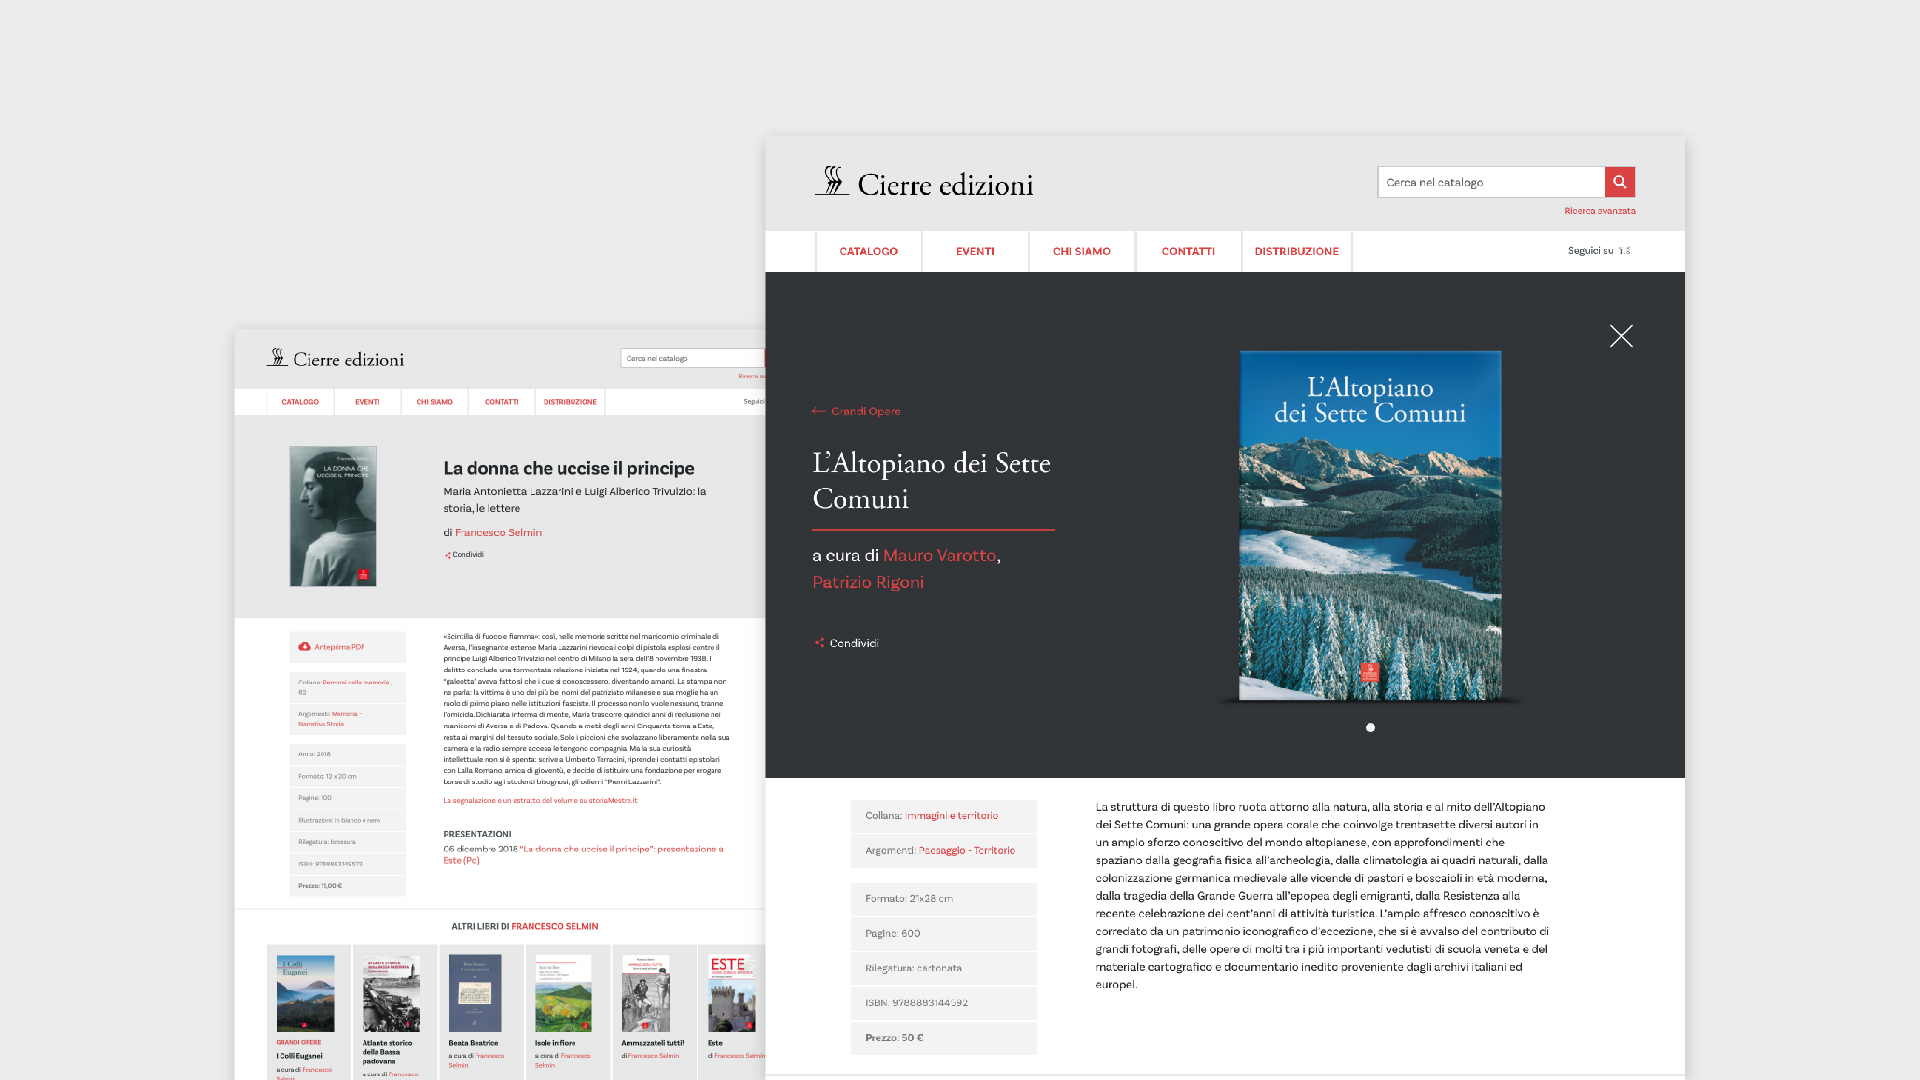 Cierre edizioni
Cerca nel catalogo
Ricerca avanzata
CATALOGO
EVENTI
CHI SIAMO
CONTATTI
DISTRIBUZIONE
Seguici su
← Grandi Opere
L'Altopiano dei Sette
Comuni
a cura di Mauro Varotto,
Patrizio Rigoni
Condividi
L'Altopiano
dei Sette Comuni
Collana: Immagini e territorio
Argomenti: Paesaggio - Territorio
Formato: 21x28 cm
Pagine: 600
Rilegatura: cartonata
ISBN: 9788883144592
Prezzo: 50 €
La struttura di questo libro ruota attorno alla natura, alla storia e al mito dell'Altopiano
dei Sette Comuni: una grande opera corale che coinvolge trentasette diversi autori in
un ampio sforzo conoscitivo del mondo altopianese, con approfondimenti che
spaziano dalla geografia fisica all'archeologia, dalla climatologia ai quadri naturali, dalla
colonizzazione germanica medievale alle vicende di pastori e boscaioli in età moderna,
dalla tragedia della Grande Guerra all'epopea degli emigranti, dalla Resistenza alla
recente celebrazione dei cent'anni di attività turistica. L'ampio affresco conoscitivo è
corredato da un patrimonio iconografico d'eccezione, che si è avvalso del contributo di
grandi fotografi, delle opere di molti tra i più importanti vedutisti di scuola veneta e del
materiale cartografico e documentario inedito proveniente dagli archivi italiani ed
europei.
Cierre edizioni
Cerca nel catalogo
Ricerca av
CATALOGO
EVENTI
CHI SIAMO
CONTATTI
DISTRIBUZIONE
Seguici
LA DONNA CHE
UCCISE IL PRINCIPE
La donna che uccise il principe
Maria Antonietta Lazzarini e Luigi Alberico Trivulzio: la
storia, le lettere
di Francesco Selmin
Condividi
Anteprima PDF
Collana: Percorsi della memoria ,
82
Argomenti: Memoria -
Narrativa Storia
Anno: 2018
Formato: 12 x 20 cm
Pagine: 100
Illustrazioni: in bianco e nero
Rilegatura: brossura
ISBN: 9788883149573
Prezzo: 11,00 €
«Scintilla di fuoco e fiamma»: così, nelle memorie scritte nel manicomio criminale di
Aversa, l'insegnante estense Maria Lazzarini rievoca i colpi di pistola esplosi contro il
principe Luigi Alberico Trivulzio nel centro di Milano la sera dell'8 novembre 1938. Il
delitto conclude una tormentata relazione iniziata nel 1924, quando una finestra
"galeotta" aveva fatto sì che i due si conoscessero, diventando amanti. La stampa non
ne parla: la vittima è uno dei più bei nomi del patriziato milanese e sua moglie ha un
ruolo di primo piano nelle istituzioni fasciste. Il processo non lo vuole nessuno, tranne
l'omicida. Dichiarata inferma di mente, Maria trascorre quindici anni di reclusione nei
manicomi di Aversa e di Padova. Quando a metà degli anni Cinquanta torna a Este,
resta ai margini del tessuto sociale. Solo i piccioni che svolazzano liberamente nella sua
camera e la radio sempre accesa le tengono compagnia. Ma la sua curiosità
intellettuale non si è spenta: scrive a Umberto Terracini, riprende i contatti epistolari
con Lalla Romano, amica di gioventù, e decide di istituire una fondazione per erogare
borse di studio agli studenti bisognosi, gli odierni "Premi Lazzarini".
La segnalazione e un estratto del volume su storiaMestre.it
PRESENTAZIONI
06 dicembre 2018 "La donna che uccise il principe": presentazione a
Este (Pd)
ALTRI LIBRI DI FRANCESCO SELMIN
I Colli
Euganei
ESTE
GRANDI OPERE
I Colli Euganei
a cura di Francesco
Selmin
Atlante storico
della Bassa
padovana
a cura di Francesco
Beata Beatrice
a cura di Francesco
Selmin
Isole in fiore
a cura di Francesco
Selmin
Ammazzateli tutti!
di Francesco Selmin
Este
di Francesco Selmin